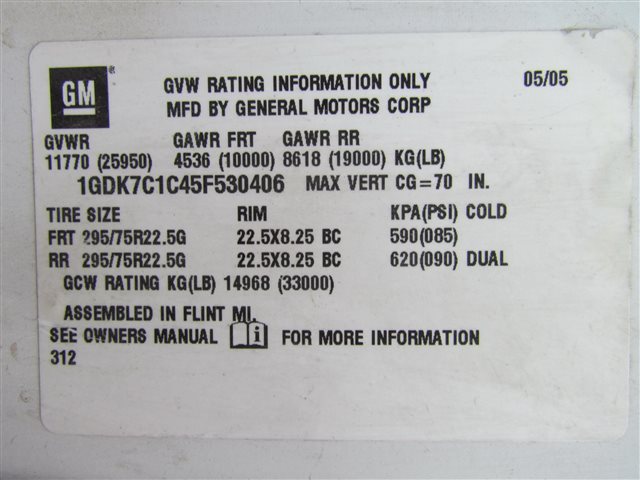 GM®
GVW RATING INFORMATION ONLY 05/05
MFD BY GENERAL MOTORS CORP
GVWR GAWR FRT GAWR RR
11770 (25950) 4536 (10000) 8618 (19000) KG(LB)
1GDK7C1C45F530406 MAX VERT CG=70 IN.
TIRE SIZE RIM KPA(PSI) COLD
FRT 295/75R22.5G 22.5X8.25 BC 590(085)
RR 295/75R22.5G 22.5X8.25 BC 620(090) DUAL
GCW RATING KG(LB) 14968 (33000)
ASSEMBLED IN FLINT MI.
SEE OWNERS MANUAL i FOR MORE INFORMATION
312